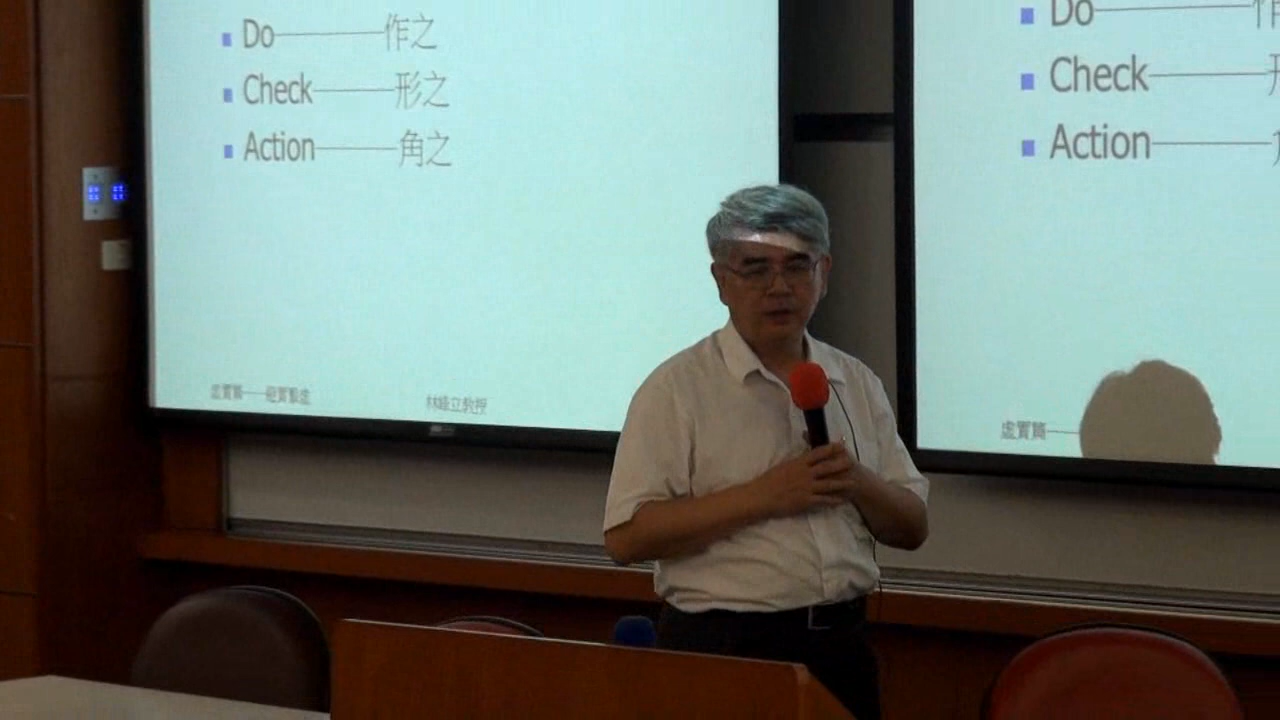 Do——作之
Check——形之
Action——角之
虛實篇——避實擊虛
林峰立教授
Do——作
Check——
Action——
虛實篇——